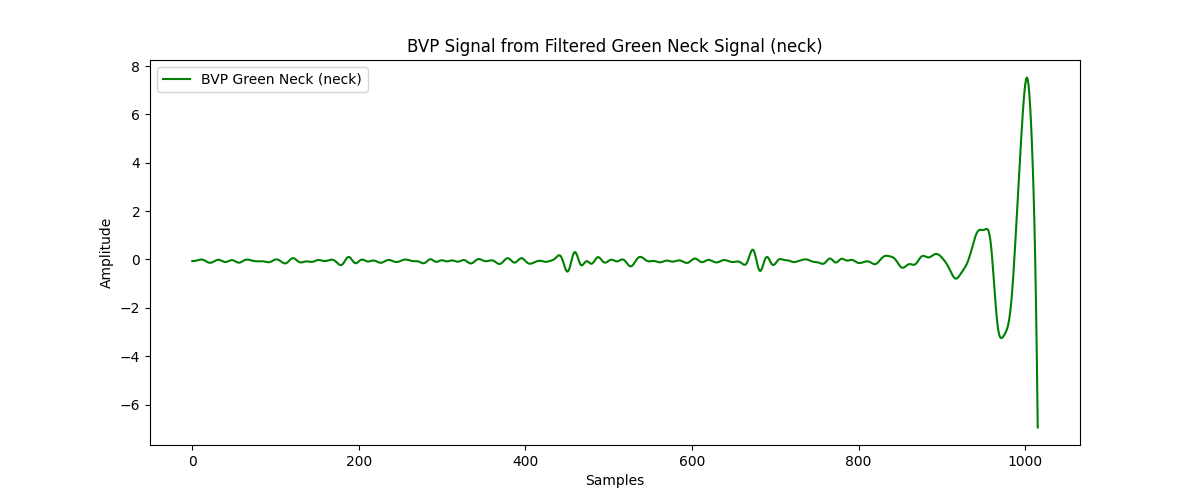 BVP Signal from Filtered Green Neck Signal (neck)
BVP Green Neck (neck)
8
6
4
2
0
−2
−4
−6
Amplitude
0 200 400 600 800 1000
Samples